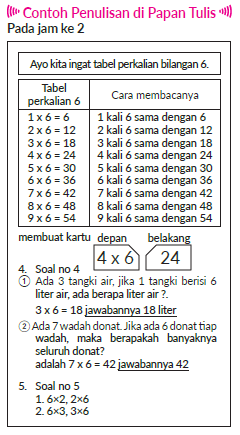 Contoh Penulisan di Papan Tulis
Pada jam ke 2
Ayo kita ingat tabel perkalian bilangan 6.
Tabel perkalian 6 Cara membacanya
1 x 6 = 6 1 kali 6 sama dengan 6
2 x 6 = 12 2 kali 6 sama dengan 12
3 x 6 = 18 3 kali 6 sama dengan 18
4 x 6 = 24 4 kali 6 sama dengan 24
5 x 6 = 30 5 kali 6 sama dengan 30
6 x 6 = 36 6 kali 6 sama dengan 36
7 x 6 = 42 7 kali 6 sama dengan 42
8 x 6 = 48 8 kali 6 sama dengan 48
9 x 6 = 54 9 kali 6 sama dengan 54
membuat kartu depan belakang
4 x 6 24
4. Soal no 4
① Ada 3 tangki air, jika 1 tangki berisi 6
liter air, ada berapa liter air ?.
3 x 6 = 18 jawabannya 18 liter
② Ada 7 wadah donat. Jika ada 6 donat tiap
wadah, maka berapakah banyaknya
seluruh donat?
adalah 7 x 6 = 42 jawabannya 42
5. Soal no 5
1. 6×2, 2×6
2. 6×3, 3×6